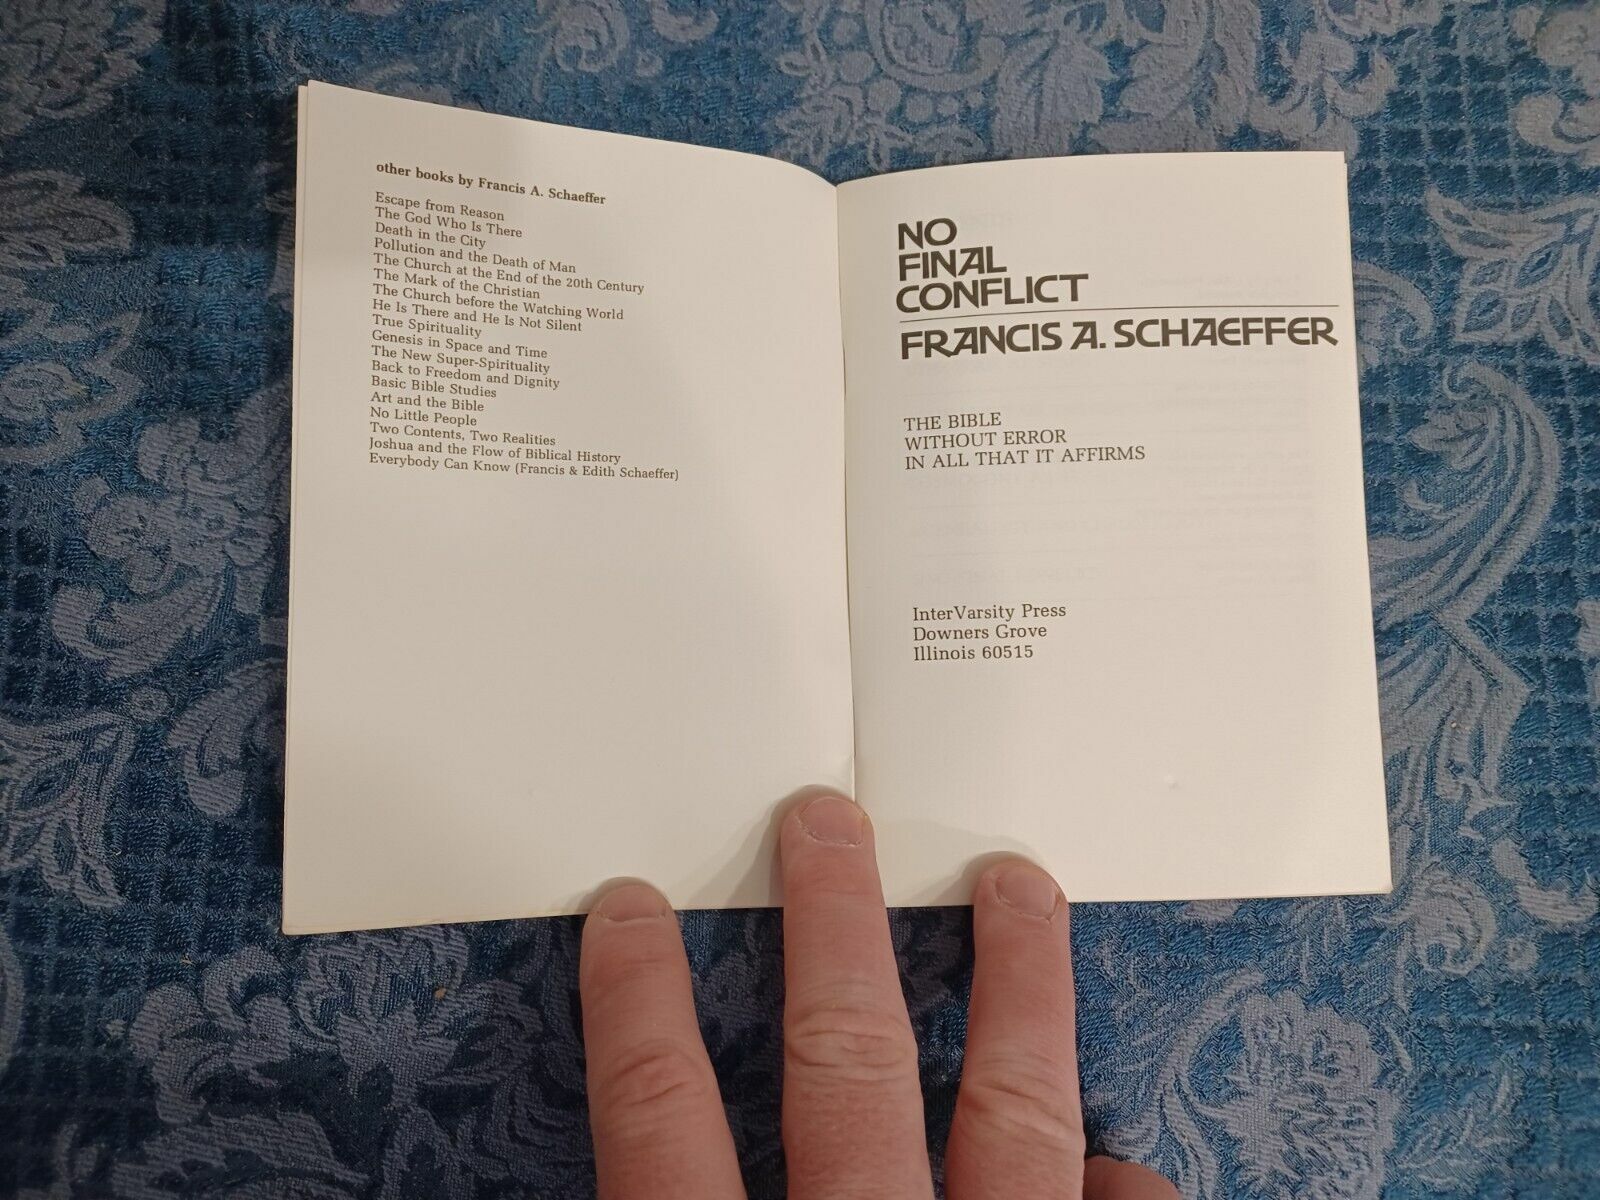 other books by Francis A. Schaeffer
Escape from Reason
The God Who Is There
Death in the City
Pollution and the Death of Man
The Church at the End of the 20th Century
The Mark of the Christian
The Church before the Watching World
He Is There and He Is Not Silent
True Spirituality
Genesis in Space and Time
The New Super-Spirituality
Back to Freedom and Dignity
Basic Bible Studies
Art and the Bible
No Little People
Two Contents, Two Realities
Joshua and the Flow of Biblical History
Everybody Can Know (Francis & Edith Schaeffer)
NO
FINAL
CONFLICT
FRANCIS A. SCHAEFFER
THE BIBLE
WITHOUT ERROR
IN ALL THAT IT AFFIRMS
InterVarsity Press
Downers Grove
Illinois 60515